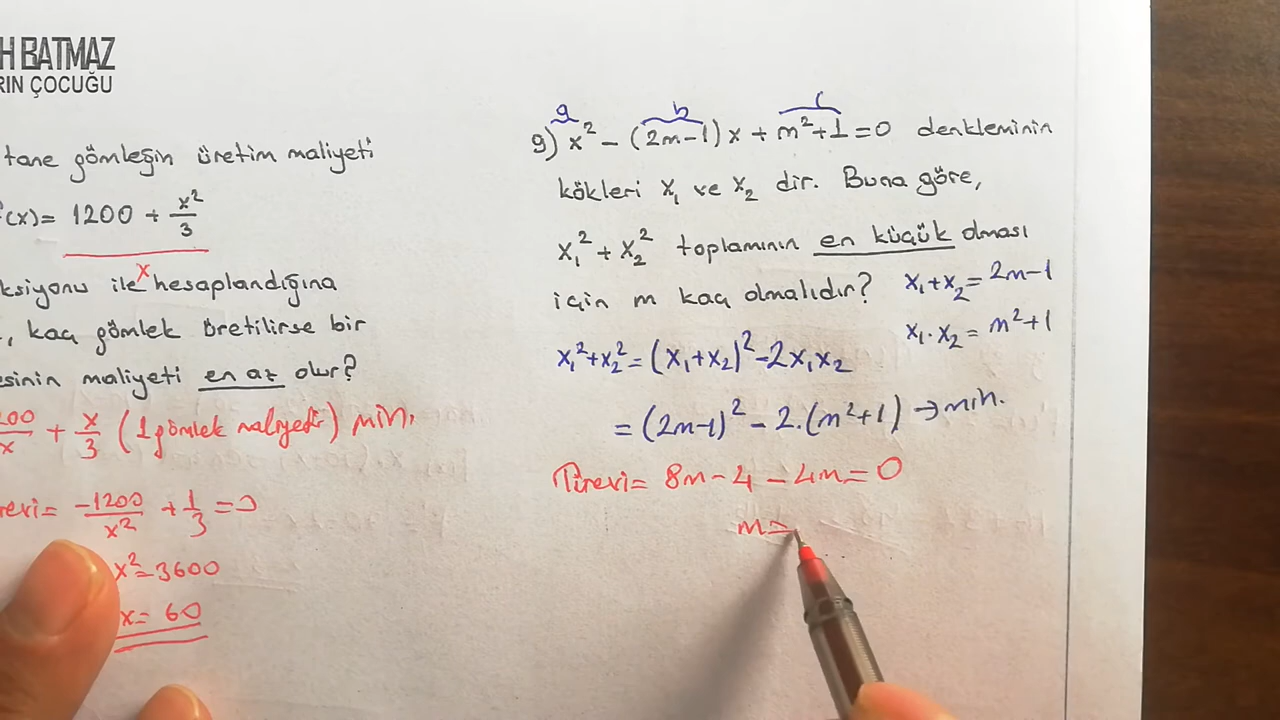 H BATMAZ
RIN ÇOCUĞU
tane gömleğin üretim maliyeti
(x)= 1200 + x²/3
x
ksiyonu ile hesaplandığına
, kaç gömlek üretilirse bir
esinin maliyeti en az olur?
200/x + x/3 (1 gömlek maliyeti) min.
revi= -1200/x² + 1/3 = 0
x²=3600
x= 60
a b c
9) x² - (2m-1)x + m²+1=0 denkleminin
kökleri x₁ ve x₂ dir. Buna göre,
x₁² + x₂² toplamının en küçük olması
için m kaç olmalıdır?
x₁+x₂= 2m-1
x₁.x₂= m²+1
x₁²+x₂²=(x₁+x₂)²-2x₁x₂
= (2m-1)² - 2.(m²+1) → min.
Türevi= 8m-4-4m=0
m=